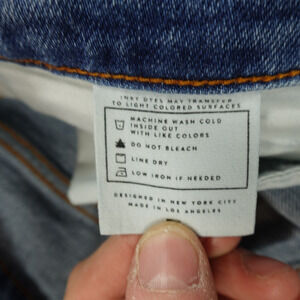 INKY DYES MAY TRANSFER
TO LIGHT COLORED SURFACES
MACHINE WASH COLD
INSIDE OUT
WITH LIKE COLORS
DO NOT BLEACH
LINE DRY
LOW IRON IF NEEDED
DESIGNED IN NEW YORK CITY
MADE IN LOS ANGELES